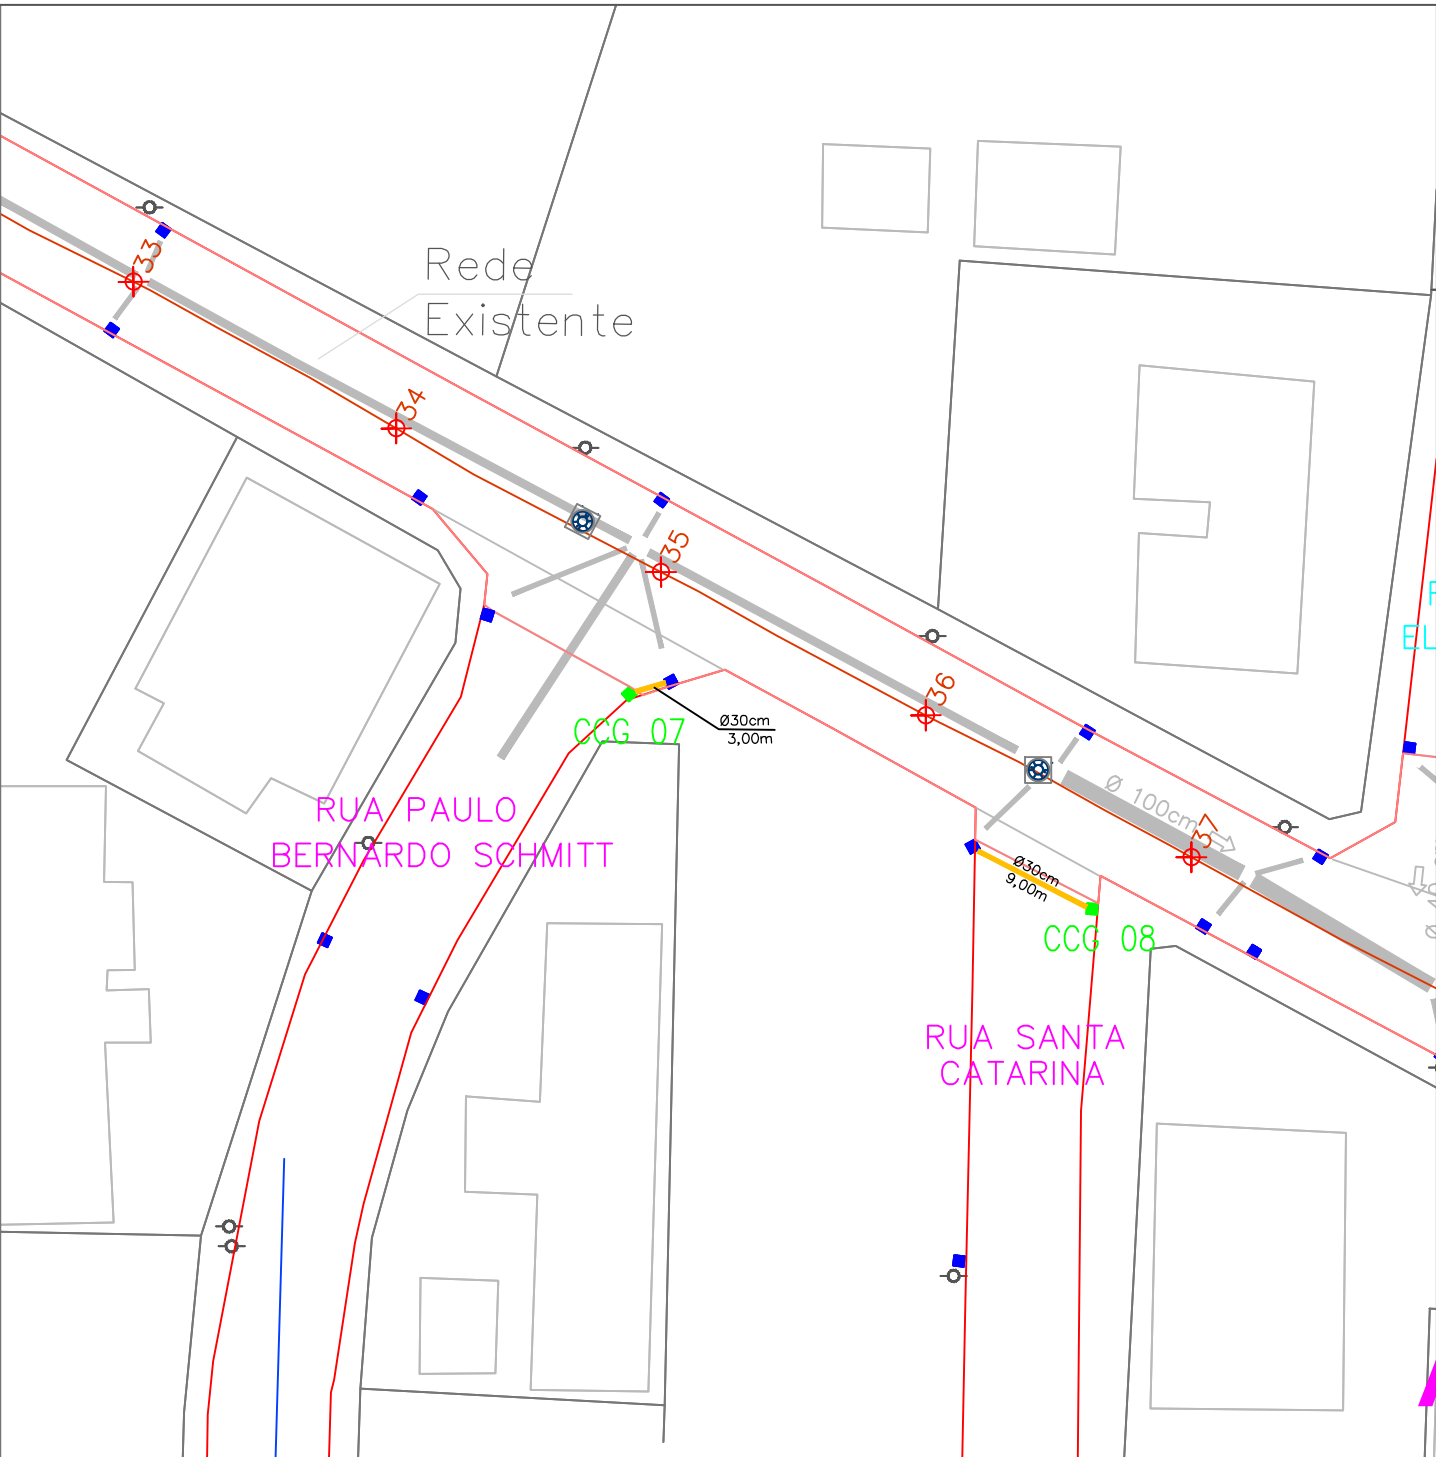 33
Rede
Existente
34
35
36
Ø30cm
3,00m
CCG 07
Ø 100cm
37
RUA PAULO
BERNARDO SCHMITT
Ø30cm
9,00m
CCG 08
RUA SANTA
CATARINA
EL